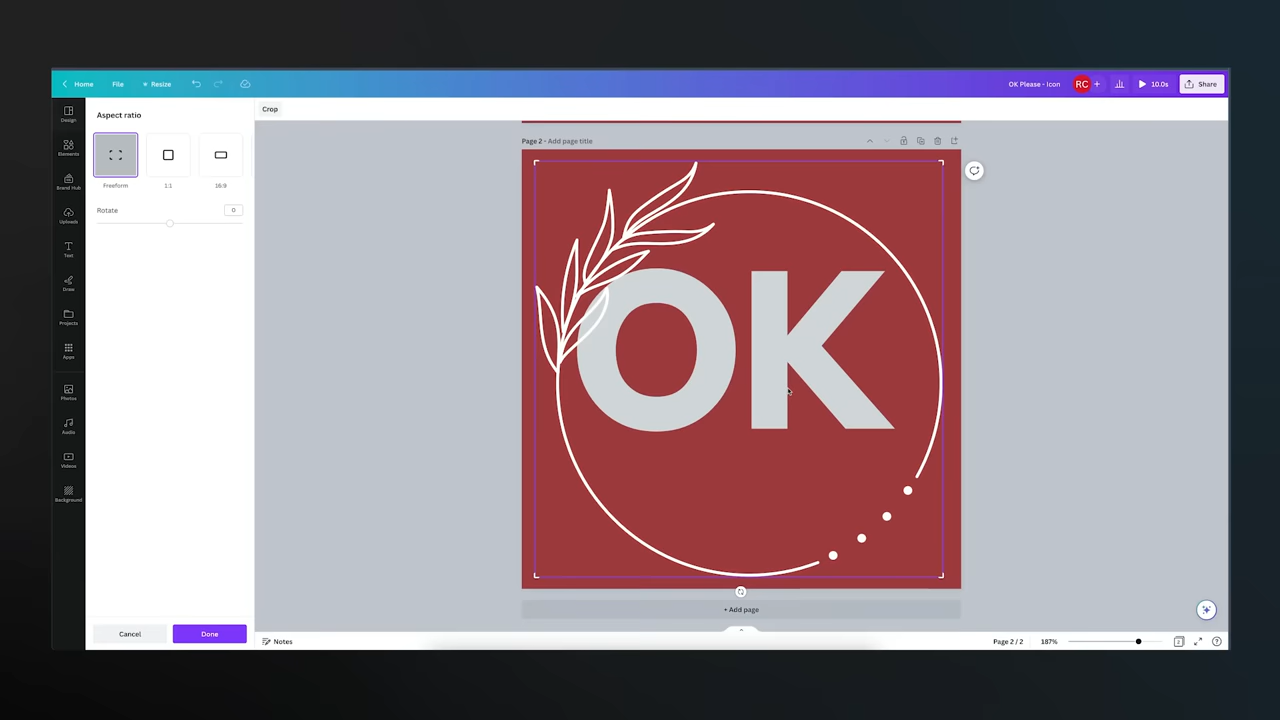 Home File Resize OK Please - Icon RC + 10.0s Share
Design
Elements
Brand Hub
Uploads
Text
Draw
Projects
Apps
Photos
Audio
Videos
Background
Aspect ratio
Freeform 1:1 16:9
Rotate 0
Cancel Done
Crop
Page 2 - Add page title
OK
+ Add page
Notes Page 2 / 2 187% 2 ?